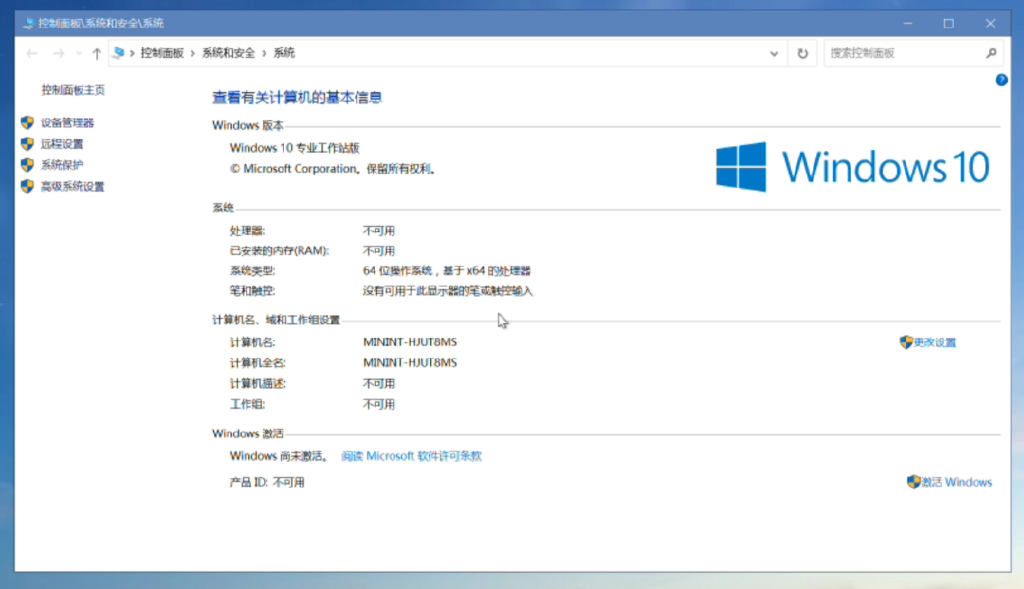 控制面板\系统和安全\系统
控制面板 › 系统和安全 › 系统
搜索控制面板
?
控制面板主页
设备管理器
远程设置
系统保护
高级系统设置
查看有关计算机的基本信息
Windows 版本
Windows 10 专业工作站版
© Microsoft Corporation。保留所有权利。
Windows 10
系统
处理器: 不可用
已安装的内存(RAM): 不可用
系统类型: 64 位操作系统，基于 x64 的处理器
笔和触控: 没有可用于此显示器的笔或触控输入
计算机名、域和工作组设置
计算机名: MININT-HJUT8MS
更改设置
计算机全名: MININT-HJUT8MS
计算机描述: 不可用
工作组: 不可用
Windows 激活
Windows 尚未激活。 阅读 Microsoft 软件许可条款
产品 ID: 不可用
激活 Windows